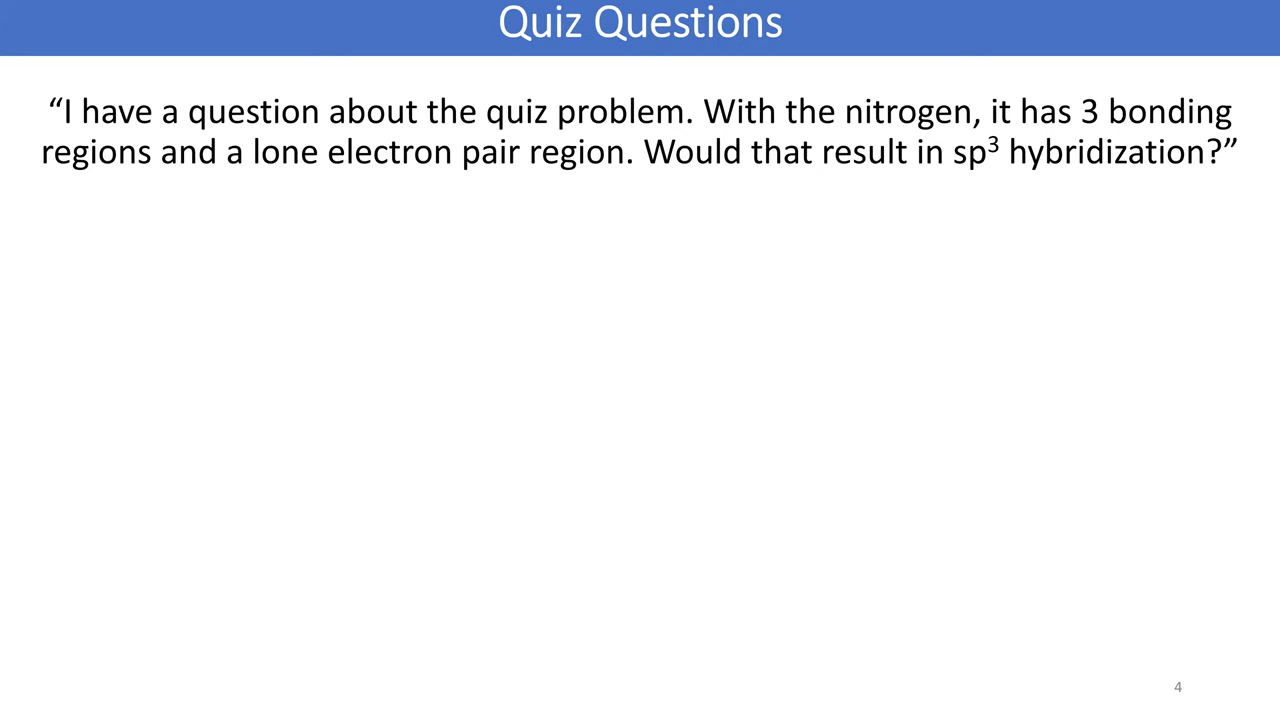 Quiz Questions
“I have a question about the quiz problem. With the nitrogen, it has 3 bonding
regions and a lone electron pair region. Would that result in sp³ hybridization?”
4